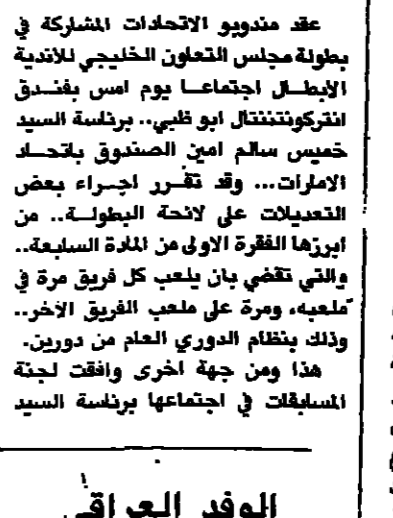 عقد مندوبو الاتحادات المشاركة في
بطولة مجلس التعاون الخليجي للأندية
الابطال اجتماعا يوم امس بفندق
انتركونتننتال ابو ظبي.. برئاسة السيد
خميس سالم امين الصندوق باتحاد
الامارات... وقد تقرر اجراء بعض
التعديلات على لائحة البطولة.. من
ابرزها الفقرة الاولى من المادة السابعة..
والتي تقضي بان يلعب كل فريق مرة في
ملعبه، ومرة على ملعب الفريق الآخر..
وذلك بنظام الدوري العام من دورين.
هذا ومن جهة اخرى وافقت لجنة
المسابقات في اجتماعها برئاسة السيد
الوفد العراقي